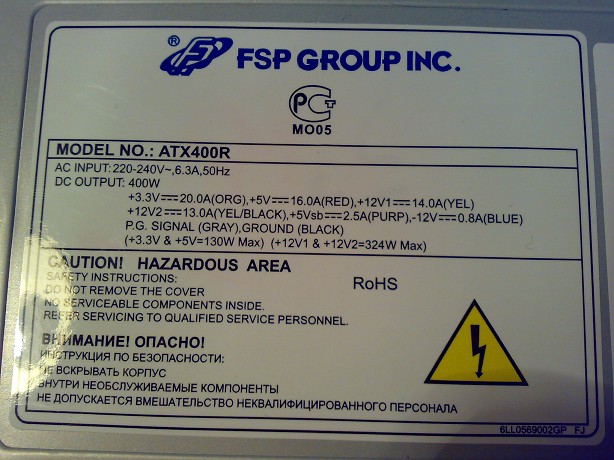 ® FSP GROUP INC.
РСТ
МО05
MODEL NO.: ATX400R
AC INPUT:220-240V~,6.3A,50Hz
DC OUTPUT: 400W
+3.3V⎓20.0A(ORG),+5V⎓16.0A(RED),+12V1⎓14.0A(YEL)
+12V2⎓13.0A(YEL/BLACK),+5Vsb⎓2.5A(PURP),-12V⎓0.8A(BLUE)
P.G. SIGNAL (GRAY),GROUND (BLACK)
(+3.3V & +5V=130W Max) (+12V1 & +12V2=324W Max)
CAUTION! HAZARDOUS AREA
SAFETY INSTRUCTIONS:
DO NOT REMOVE THE COVER
NO SERVICEABLE COMPONENTS INSIDE.
REFER SERVICING TO QUALIFIED SERVICE PERSONNEL.
RoHS
ВНИМАНИЕ! ОПАСНО!
ИНСТРУКЦИЯ ПО БЕЗОПАСНОСТИ:
НЕ ВСКРЫВАТЬ КОРПУС
ВНУТРИ НЕОБСЛУЖИВАЕМЫЕ КОМПОНЕНТЫ
НЕ ДОПУСКАЕТСЯ ВМЕШАТЕЛЬСТВО НЕКВАЛИФИЦИРОВАННОГО ПЕРСОНАЛА
6LL0569002GP FJ